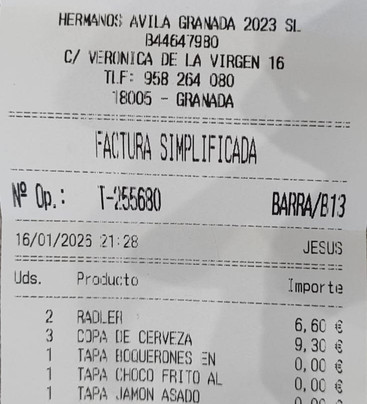 HERMANOS AVILA GRANADA 2023 SL
B44647980
C/ VERONICA DE LA VIRGEN 16
TLF: 958 264 080
18005 - GRANADA
FACTURA SIMPLIFICADA
Nº Op.: T-255680 BARRA/B13
16/01/2026 21:28 JESUS
Uds. Producto Importe
2 RADLER 6,60 €
3 COPA DE CERVEZA 9,30 €
1 TAPA BOQUERONES EN 0,00 €
1 TAPA CHOCO FRITO AL 0,00 €
1 TAPA JAMON ASADO 0,00 €